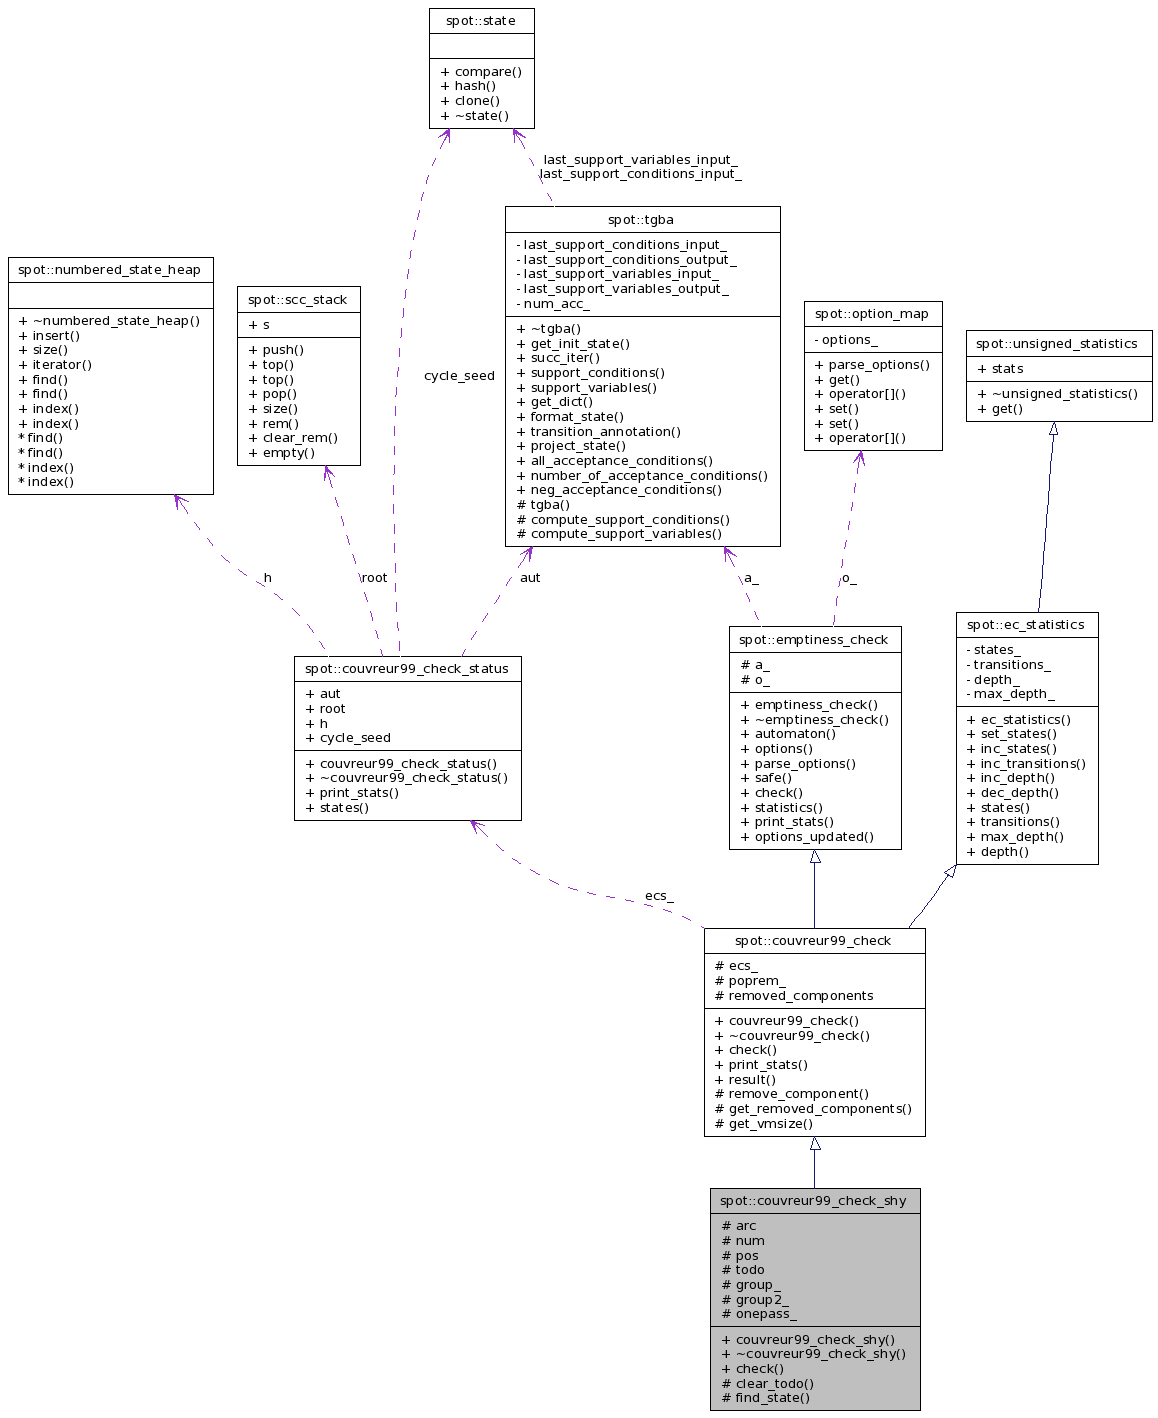 spot::state
+ compare()
+ hash()
+ clone()
+ ~state()
last_support_variables_input_
last_support_conditions_input_
spot::tgba
- last_support_conditions_input_
- last_support_conditions_output_
- last_support_variables_input_
- last_support_variables_output_
- num_acc_
+ ~tgba()
+ get_init_state()
+ succ_iter()
+ support_conditions()
+ support_variables()
+ get_dict()
+ format_state()
+ transition_annotation()
+ project_state()
+ all_acceptance_conditions()
+ number_of_acceptance_conditions()
+ neg_acceptance_conditions()
# tgba()
# compute_support_conditions()
# compute_support_variables()
spot::numbered_state_heap
+ ~numbered_state_heap()
+ insert()
+ size()
+ iterator()
+ find()
+ find()
+ index()
+ index()
* find()
* find()
* index()
* index()
spot::scc_stack
+ s
+ push()
+ top()
+ top()
+ pop()
+ size()
+ rem()
+ clear_rem()
+ empty()
cycle_seed
spot::option_map
- options_
+ parse_options()
+ get()
+ operator[]()
+ set()
+ set()
+ operator[]()
spot::unsigned_statistics
+ stats
+ ~unsigned_statistics()
+ get()
h
root
aut
a_
o_
spot::couvreur99_check_status
+ aut
+ root
+ h
+ cycle_seed
+ couvreur99_check_status()
+ ~couvreur99_check_status()
+ print_stats()
+ states()
spot::emptiness_check
# a_
# o_
+ emptiness_check()
+ ~emptiness_check()
+ automaton()
+ options()
+ parse_options()
+ safe()
+ check()
+ statistics()
+ print_stats()
+ options_updated()
spot::ec_statistics
- states_
- transitions_
- depth_
- max_depth_
+ ec_statistics()
+ set_states()
+ inc_states()
+ inc_transitions()
+ inc_depth()
+ dec_depth()
+ states()
+ transitions()
+ max_depth()
+ depth()
ecs_
spot::couvreur99_check
# ecs_
# poprem_
# removed_components
+ couvreur99_check()
+ ~couvreur99_check()
+ check()
+ print_stats()
+ result()
# remove_component()
# get_removed_components()
# get_vmsize()
spot::couvreur99_check_shy
# arc
# num
# pos
# todo
# group_
# group2_
# onepass_
+ couvreur99_check_shy()
+ ~couvreur99_check_shy()
+ check()
# clear_todo()
# find_state()